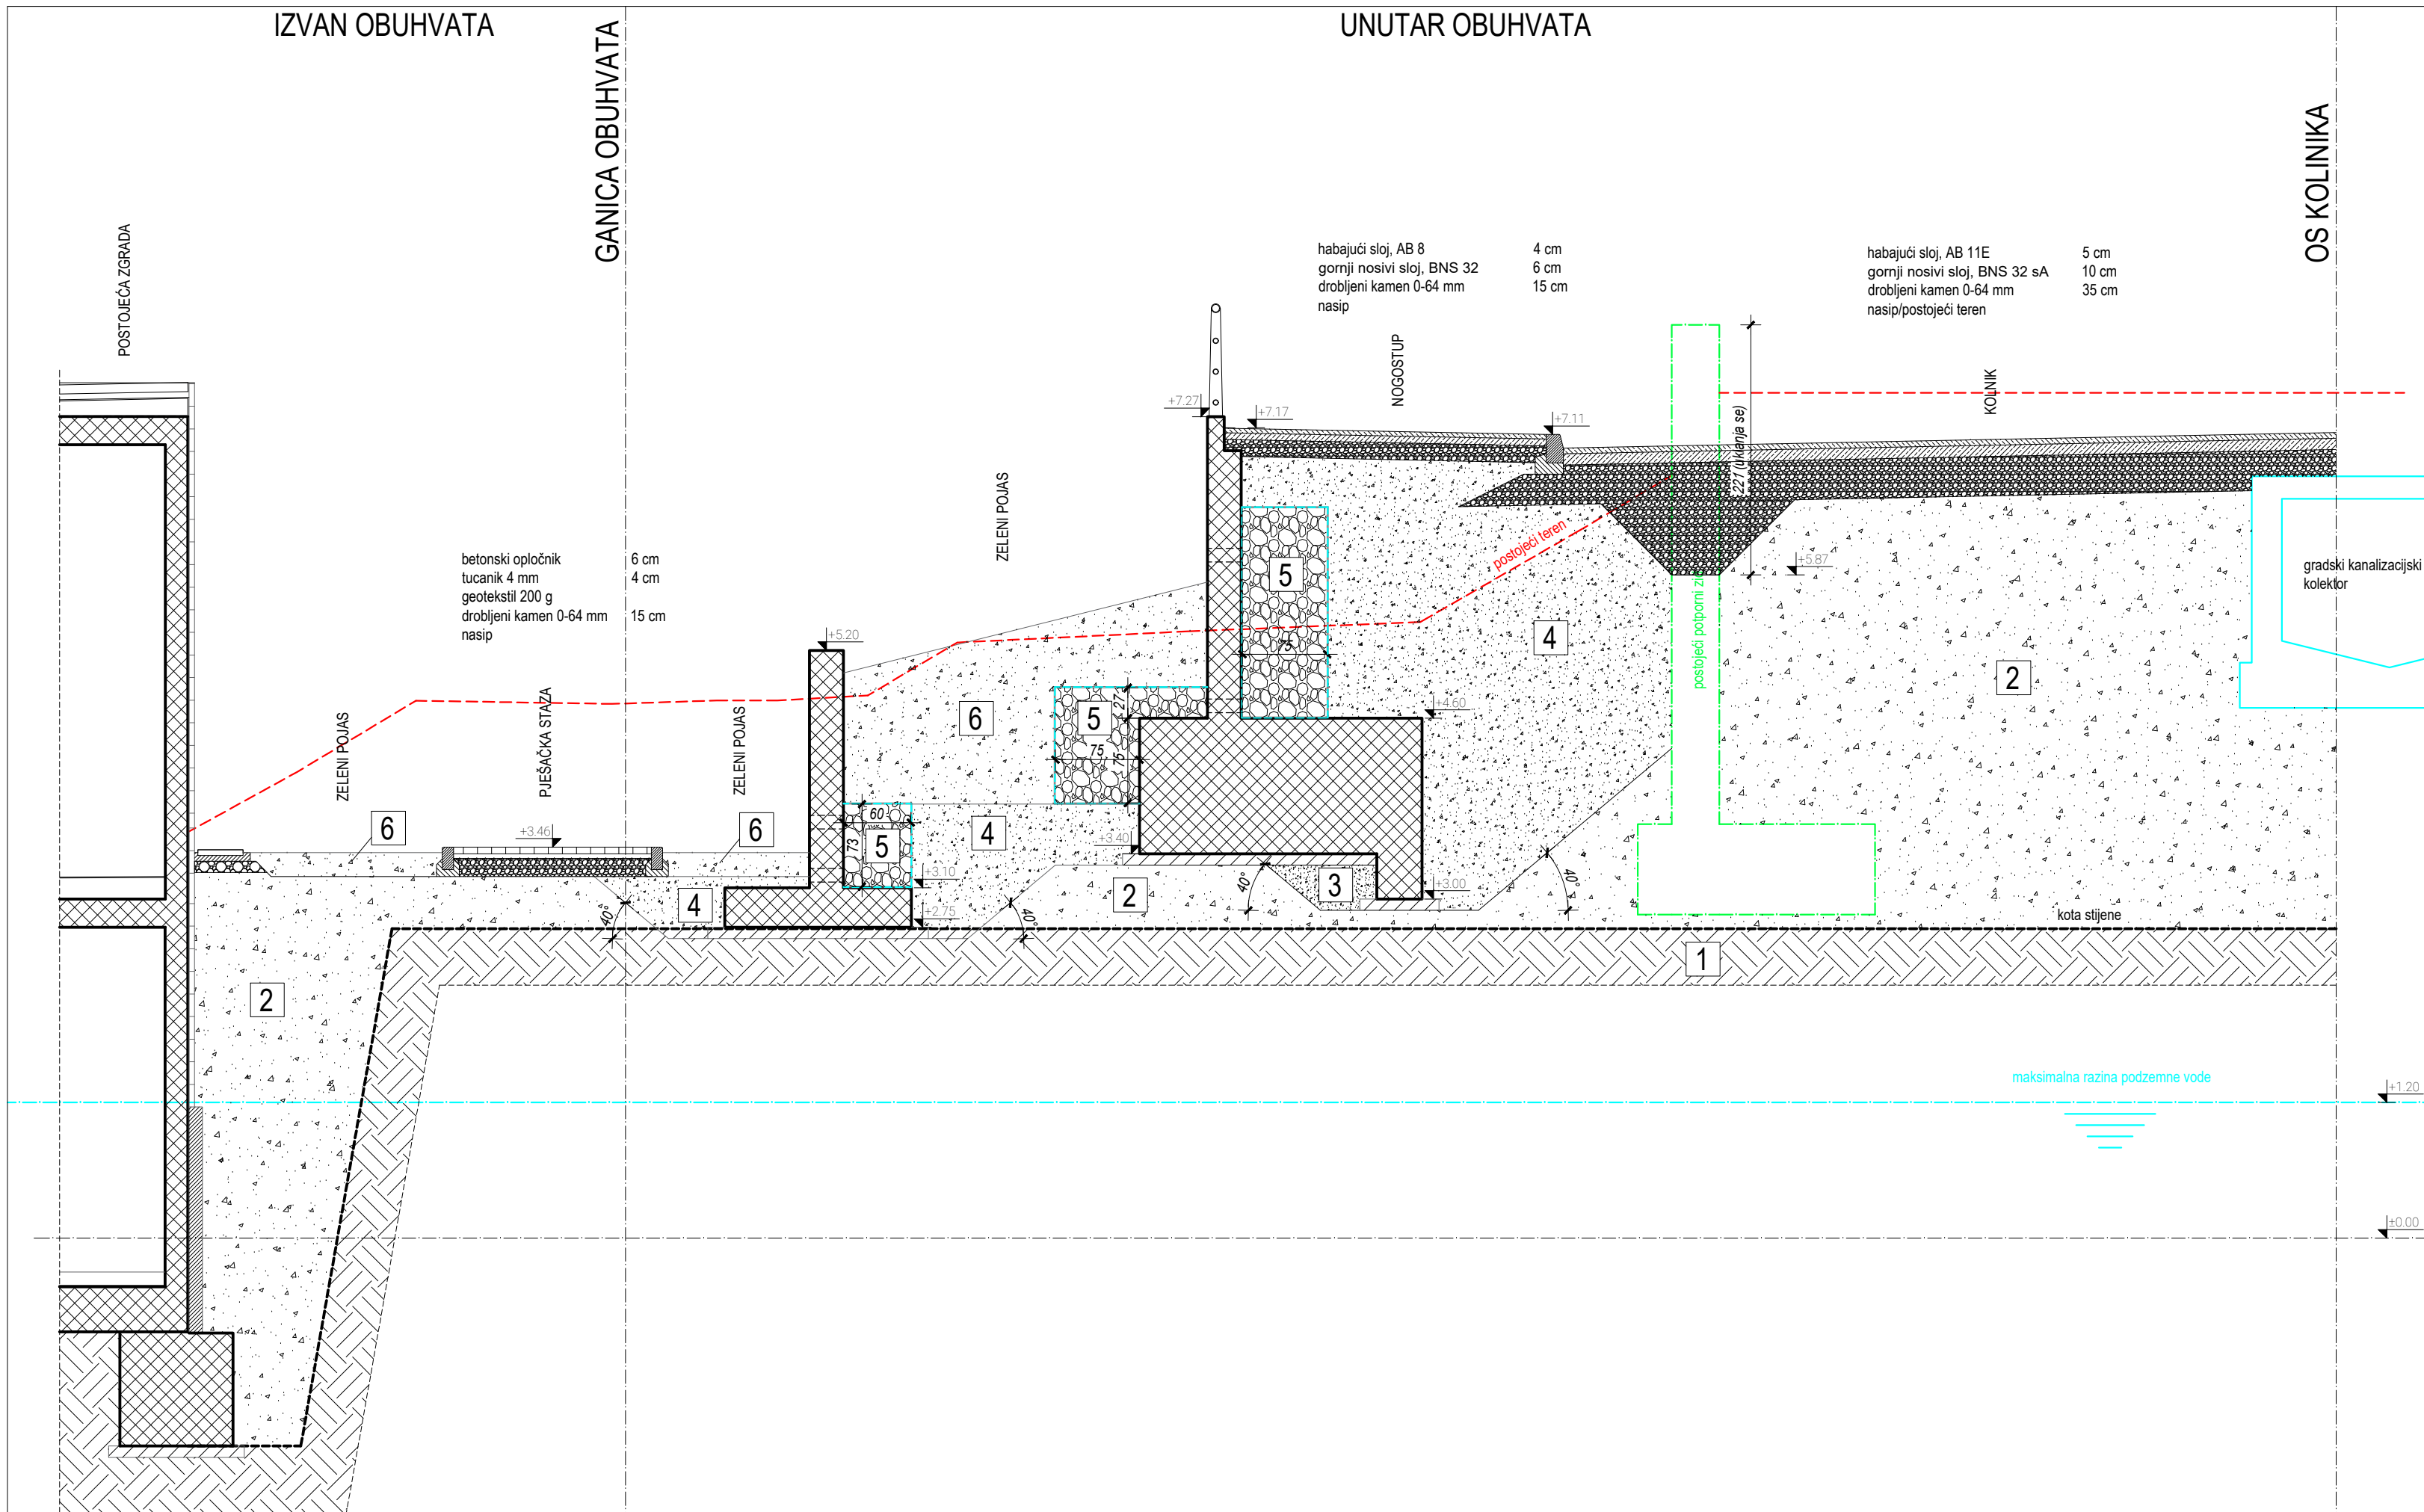 IZVAN OBUHVATA
UNUTAR OBUHVATA
GANICA OBUHVATA
OS KOLINIKA
POSTOJEĆA ZGRADA
habajući sloj, AB 8 4 cm
gornji nosivi sloj, BNS 32 6 cm
drobljeni kamen 0-64 mm 15 cm
nasip
habajući sloj, AB 11E 5 cm
gornji nosivi sloj, BNS 32 sA 10 cm
drobljeni kamen 0-64 mm 35 cm
nasip/postojeći teren
NOGOSTUP
KOLNIK
+7.27
+7.17
+7.11
227 (uklanja se)
ZELENI POJAS
postojeći teren
+5.87
gradski kanalizacijski
kolektor
betonski opločnik 6 cm
tucanik 4 mm 4 cm
geotekstil 200 g
drobljeni kamen 0-64 mm 15 cm
nasip
5
75
4
2
postojeći potporni zid
+5.20
ZELENI POJAS
PJEŠAČKA STAZA
ZELENI POJAS
6
5
27
75
75
+4.60
6
+3.46
6
60
73
5
4
+3.40
+3.10
+2.75
4
40°
40°
2
40°
3
+3.00
40°
kota stijene
1
2
maksimalna razina podzemne vode
+1.20
±0.00